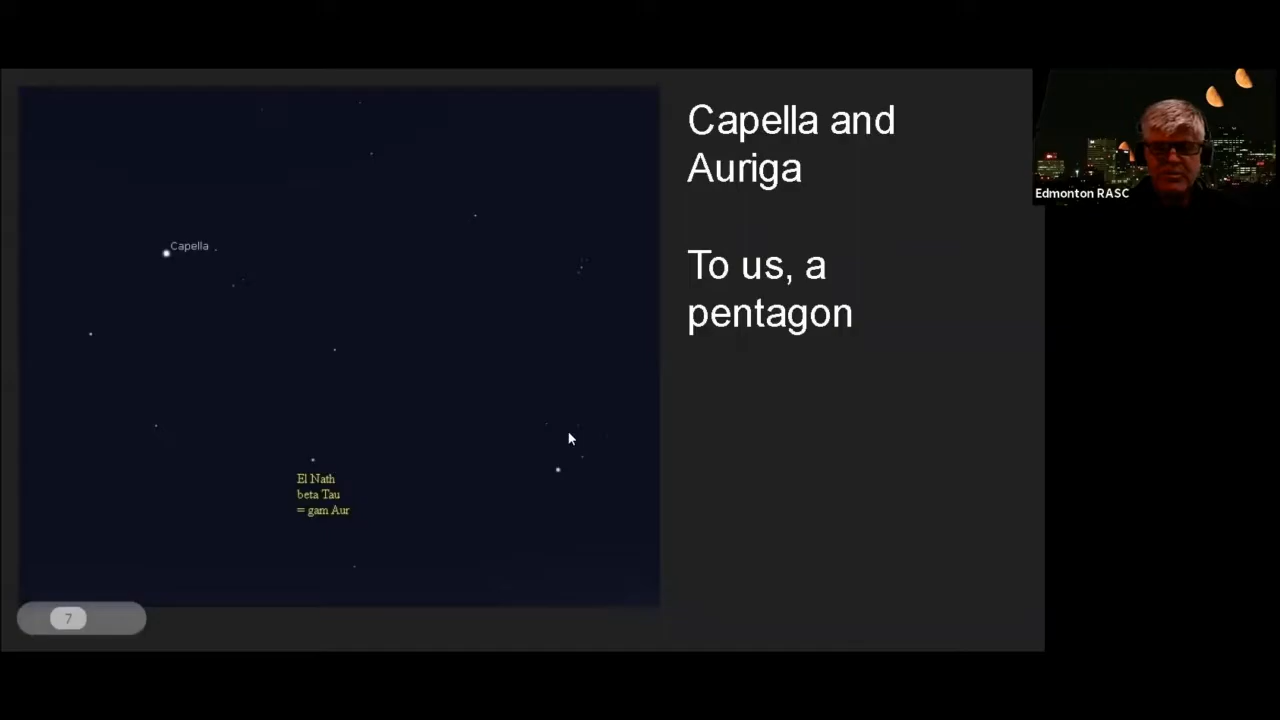 Capella and
Auriga
To us, a
pentagon
Capella
El Nath
beta Tau
= gam Aur
7
Edmonton RASC